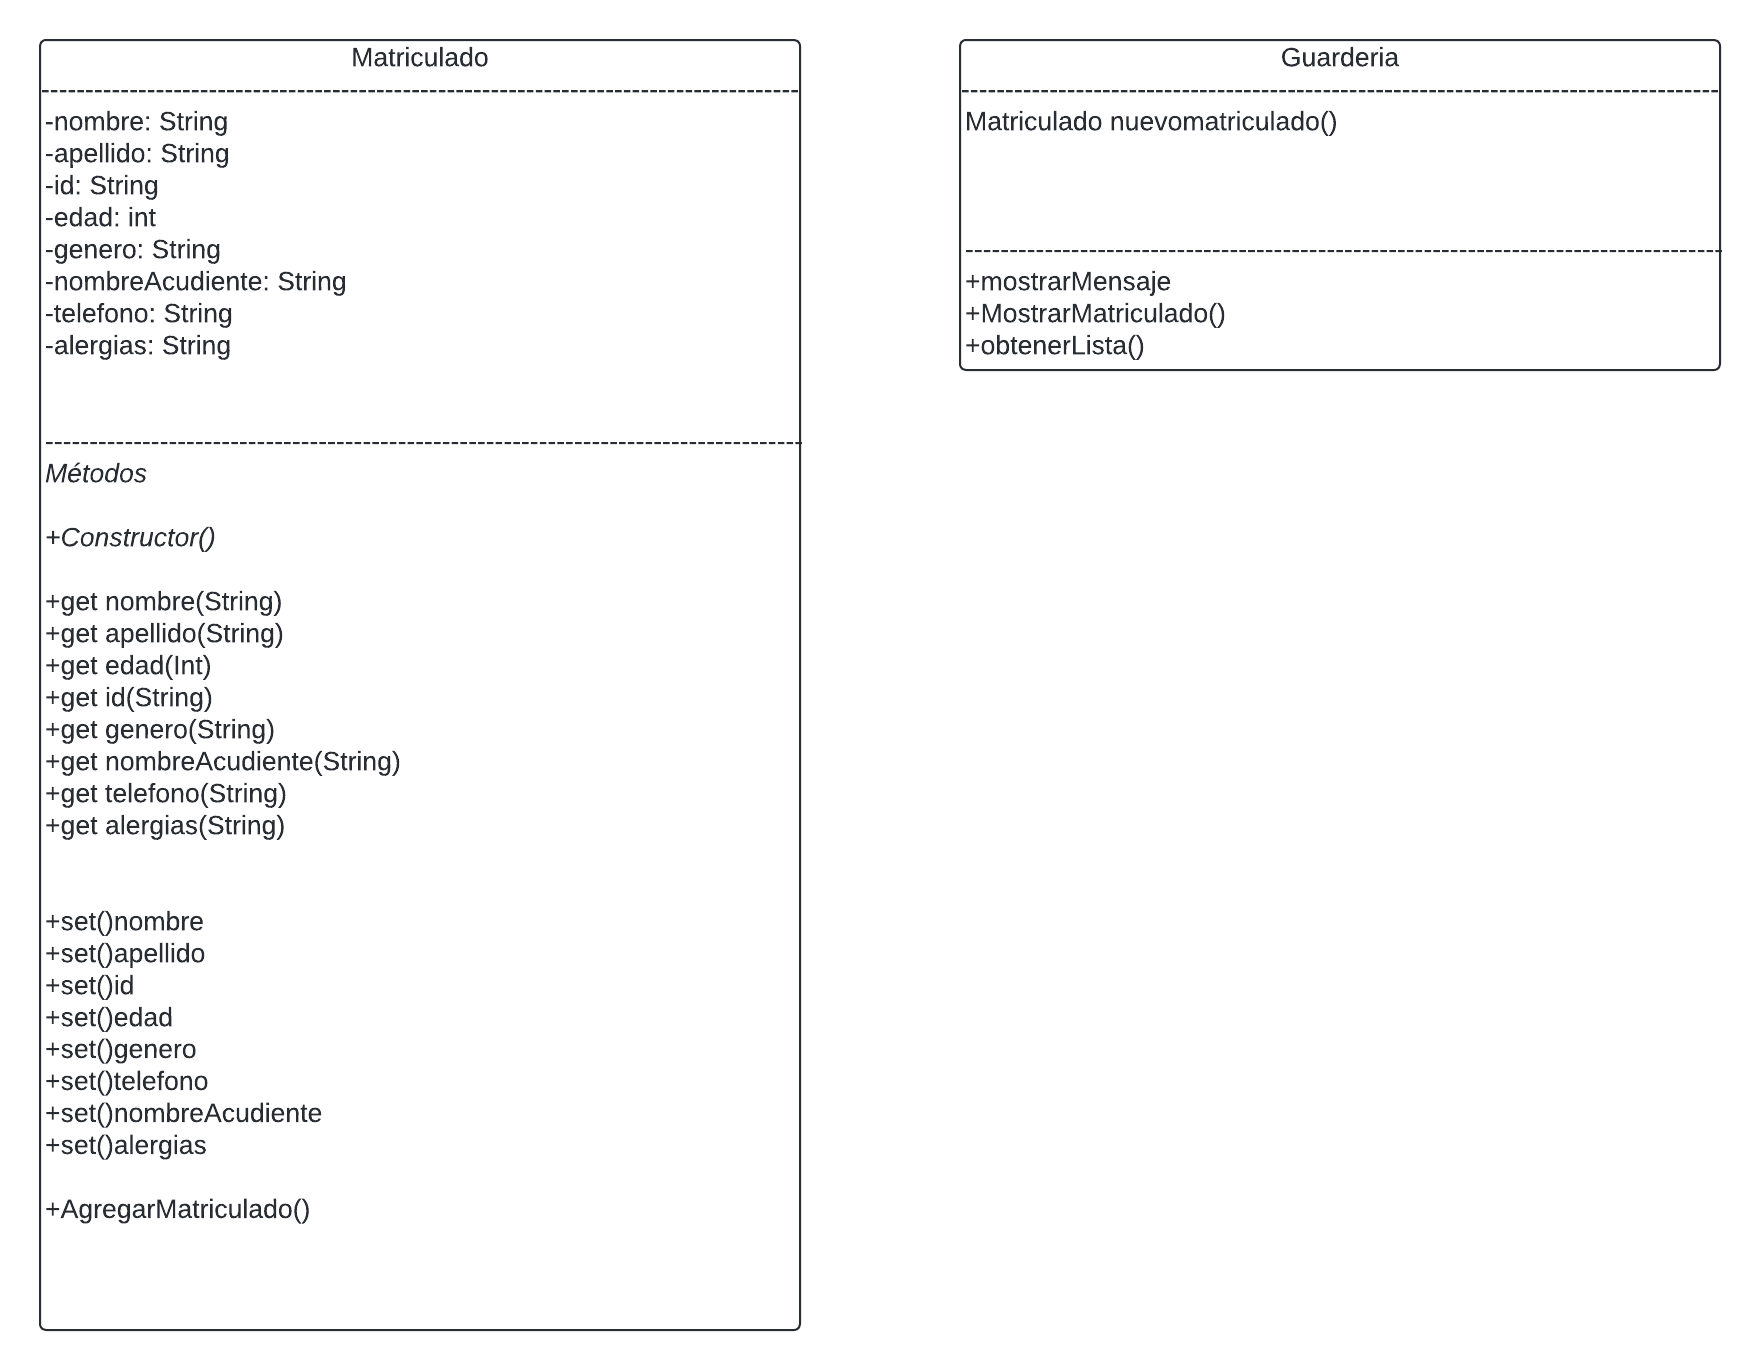 Matriculado
-nombre: String
-apellido: String
-id: String
-edad: int
-genero: String
-nombreAcudiente: String
-telefono: String
-alergias: String
Métodos
+Constructor()
+get nombre(String)
+get apellido(String)
+get edad(Int)
+get id(String)
+get genero(String)
+get nombreAcudiente(String)
+get telefono(String)
+get alergias(String)
+set()nombre
+set()apellido
+set()id
+set()edad
+set()genero
+set()telefono
+set()nombreAcudiente
+set()alergias
+AgregarMatriculado()
Guarderia
Matriculado nuevomatriculado()
+mostrarMensaje
+MostrarMatriculado()
+obtenerLista()